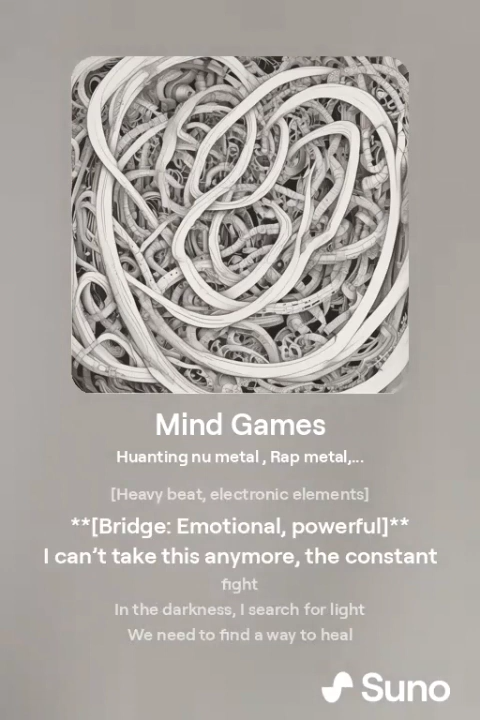 Mind Games
Huanting nu metal , Rap metal,...
[Heavy beat, electronic elements]
**[Bridge: Emotional, powerful]**
I can't take this anymore, the constant
fight
In the darkness, I search for light
We need to find a way to heal
Suno